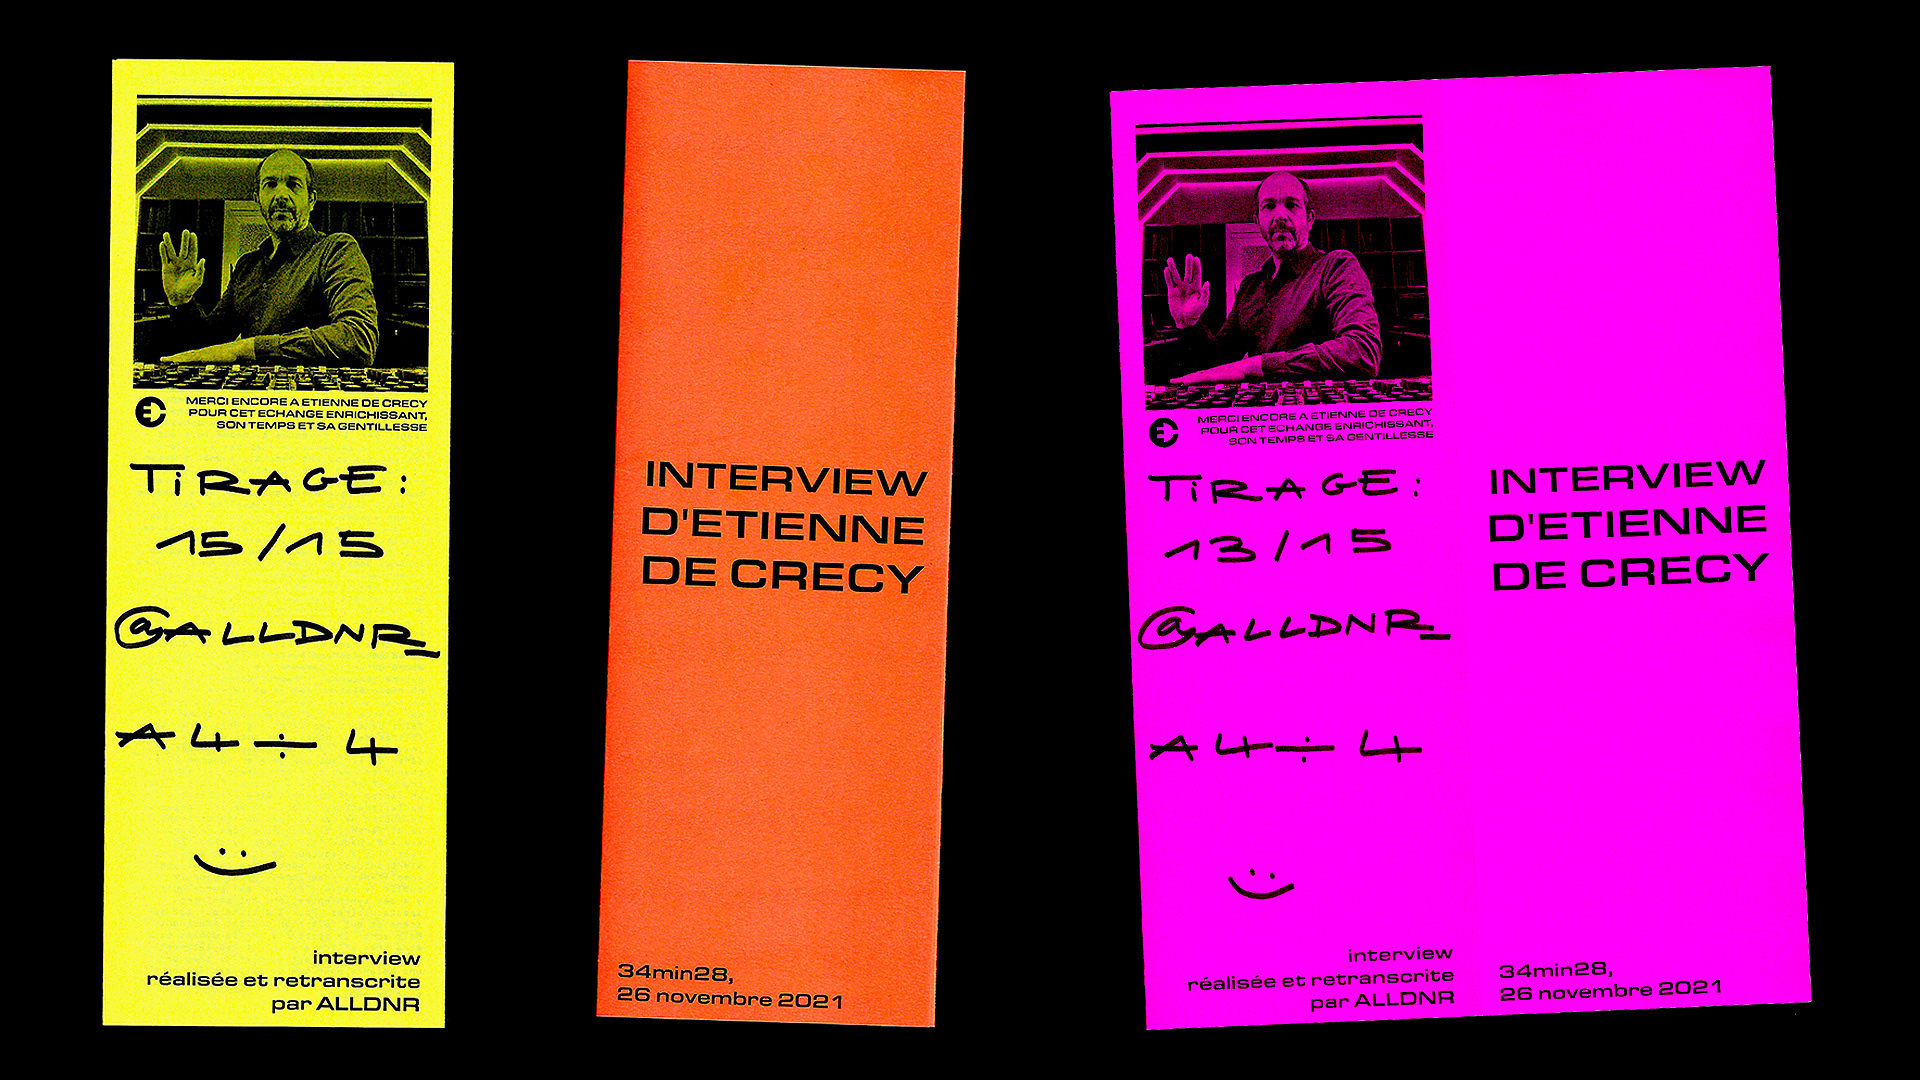 MERCI ENCORE A ETIENNE DE CRECY
POUR CET ECHANGE ENRICHISSANT,
SON TEMPS ET SA GENTILLESSE
TiRAGE:
15/15
@ALLDNR_
A4÷4
interview
réalisée et retranscrite
par ALLDNR
INTERVIEW
D'ETIENNE
DE CRECY
34min28,
26 novembre 2021
MERCI ENCORE A ETIENNE DE CRECY
POUR CET ECHANGE ENRICHISSANT,
SON TEMPS ET SA GENTILLESSE
TiRAGE:
13/15
@ALLDNR_
A4÷4
interview
réalisée et retranscrite
par ALLDNR
INTERVIEW
D'ETIENNE
DE CRECY
34min28,
26 novembre 2021